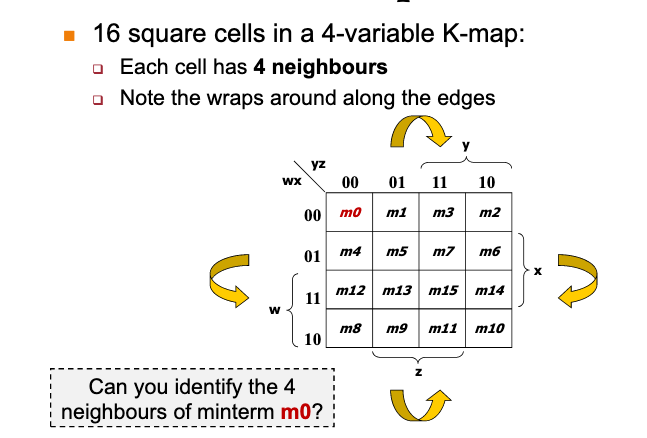 16 square cells in a 4-variable K-map:
Each cell has 4 neighbours
Note the wraps around along the edges
y
yz
wx
00 01 11 10
00 m0 m1 m3 m2
01 m4 m5 m7 m6
x
11 m12 m13 m15 m14
w
10 m8 m9 m11 m10
z
Can you identify the 4
neighbours of minterm m0?